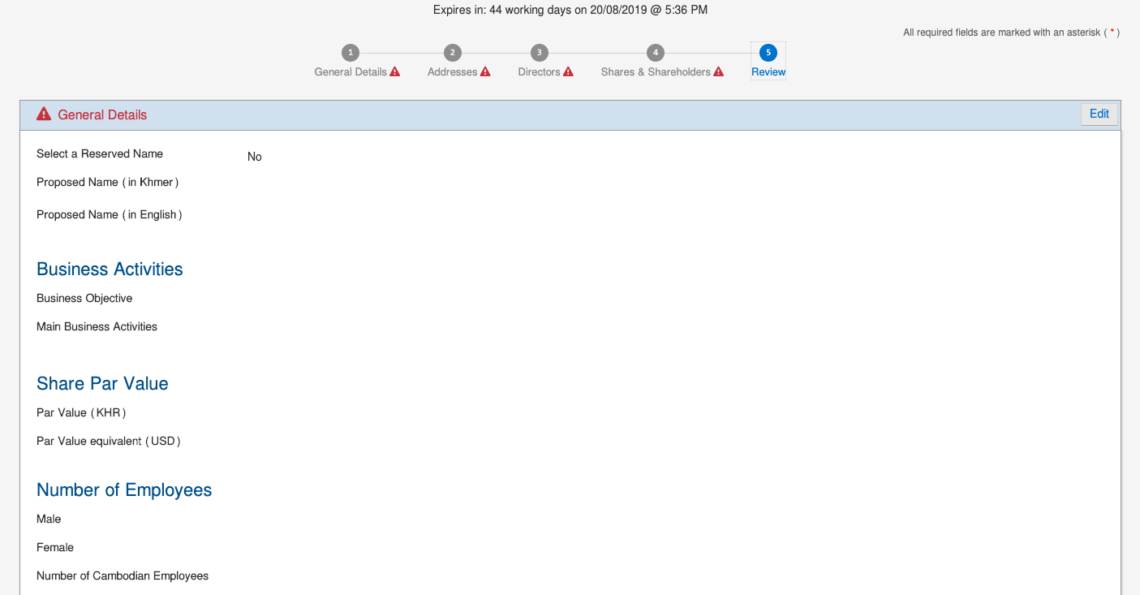 Expires in: 44 working days on 20/08/2019 @ 5:36 PM
All required fields are marked with an asterisk ( * )
1 2 3 4 5
General Details Addresses Directors Shares & Shareholders Review
General Details Edit
Select a Reserved Name No
Proposed Name ( in Khmer )
Proposed Name ( in English )
Business Activities
Business Objective
Main Business Activities
Share Par Value
Par Value ( KHR )
Par Value equivalent ( USD )
Number of Employees
Male
Female
Number of Cambodian Employees